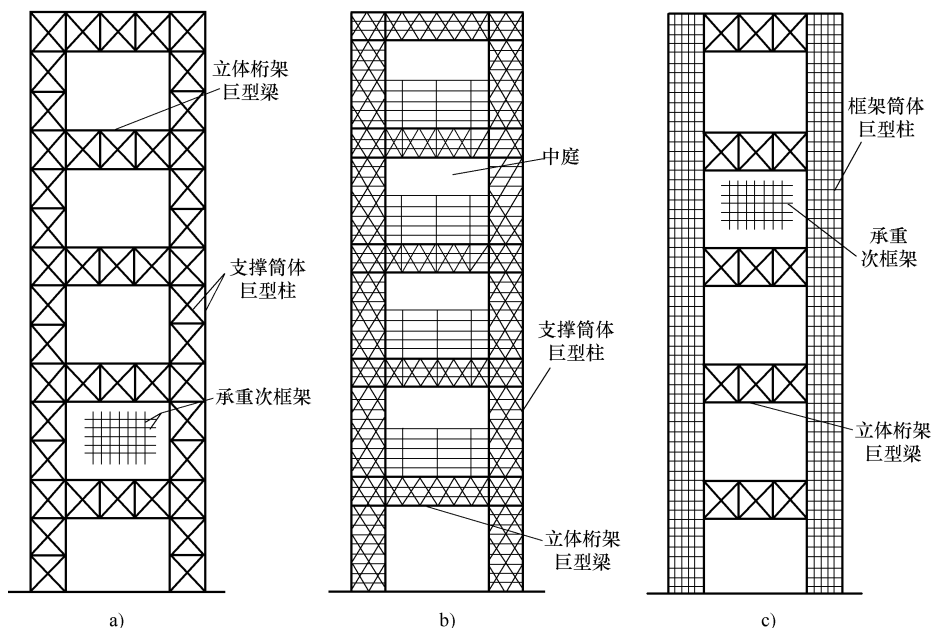 立体桁架
巨型梁
支撑筒体
巨型柱
承重次框架
a)
中庭
支撑筒体
巨型柱
立体桁架
巨型梁
b)
框架筒体
巨型柱
承重
次框架
立体桁架
巨型梁
c)